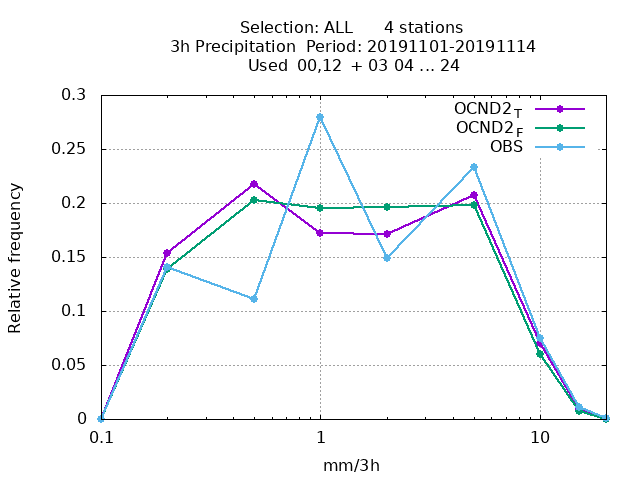 Selection: ALL      4 stations
3h Precipitation  Period: 20191101-20191114
Used  00,12  + 03 04 ... 24
OCND2T
OCND2F
OBS
0.3
0.25
0.2
0.15
0.1
0.05
0
Relative frequency
0.1
1
10
mm/3h